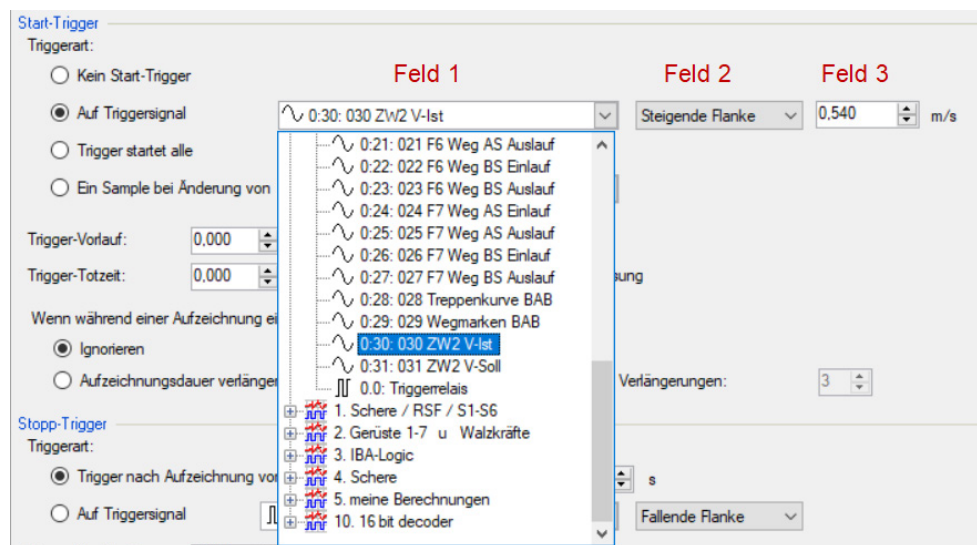 Start-Trigger
Triggerart:
Feld 1 Feld 2 Feld 3
Kein Start-Trigger
Auf Triggersignal 0:30: 030 ZW2 V-Ist Steigende Flanke 0,540 m/s
Trigger startet alle
Ein Sample bei Änderung von
0:21: 021 F6 Weg AS Auslauf
0:22: 022 F6 Weg BS Einlauf
0:23: 023 F6 Weg BS Auslauf
0:24: 024 F7 Weg AS Einlauf
0:25: 025 F7 Weg AS Auslauf
0:26: 026 F7 Weg BS Einlauf
0:27: 027 F7 Weg BS Auslauf
0:28: 028 Treppenkurve BAB
0:29: 029 Wegmarken BAB
0:30: 030 ZW2 V-Ist
0:31: 031 ZW2 V-Soll
0.0: Triggerrelais
1. Schere / RSF / S1-S6
2. Gerüste 1-7 u Walzkräfte
3. IBA-Logic
4. Schere
5. meine Berechnungen
10. 16 bit decoder
Trigger-Vorlauf: 0,000
Trigger-Totzeit: 0,000
Wenn während einer Aufzeichnung
Ignorieren
Aufzeichnungsdauer Verlängerungen: 3
Stopp-Trigger
Triggerart:
Trigger nach Aufzeichnung s
Auf Triggersignal Fallende Flanke